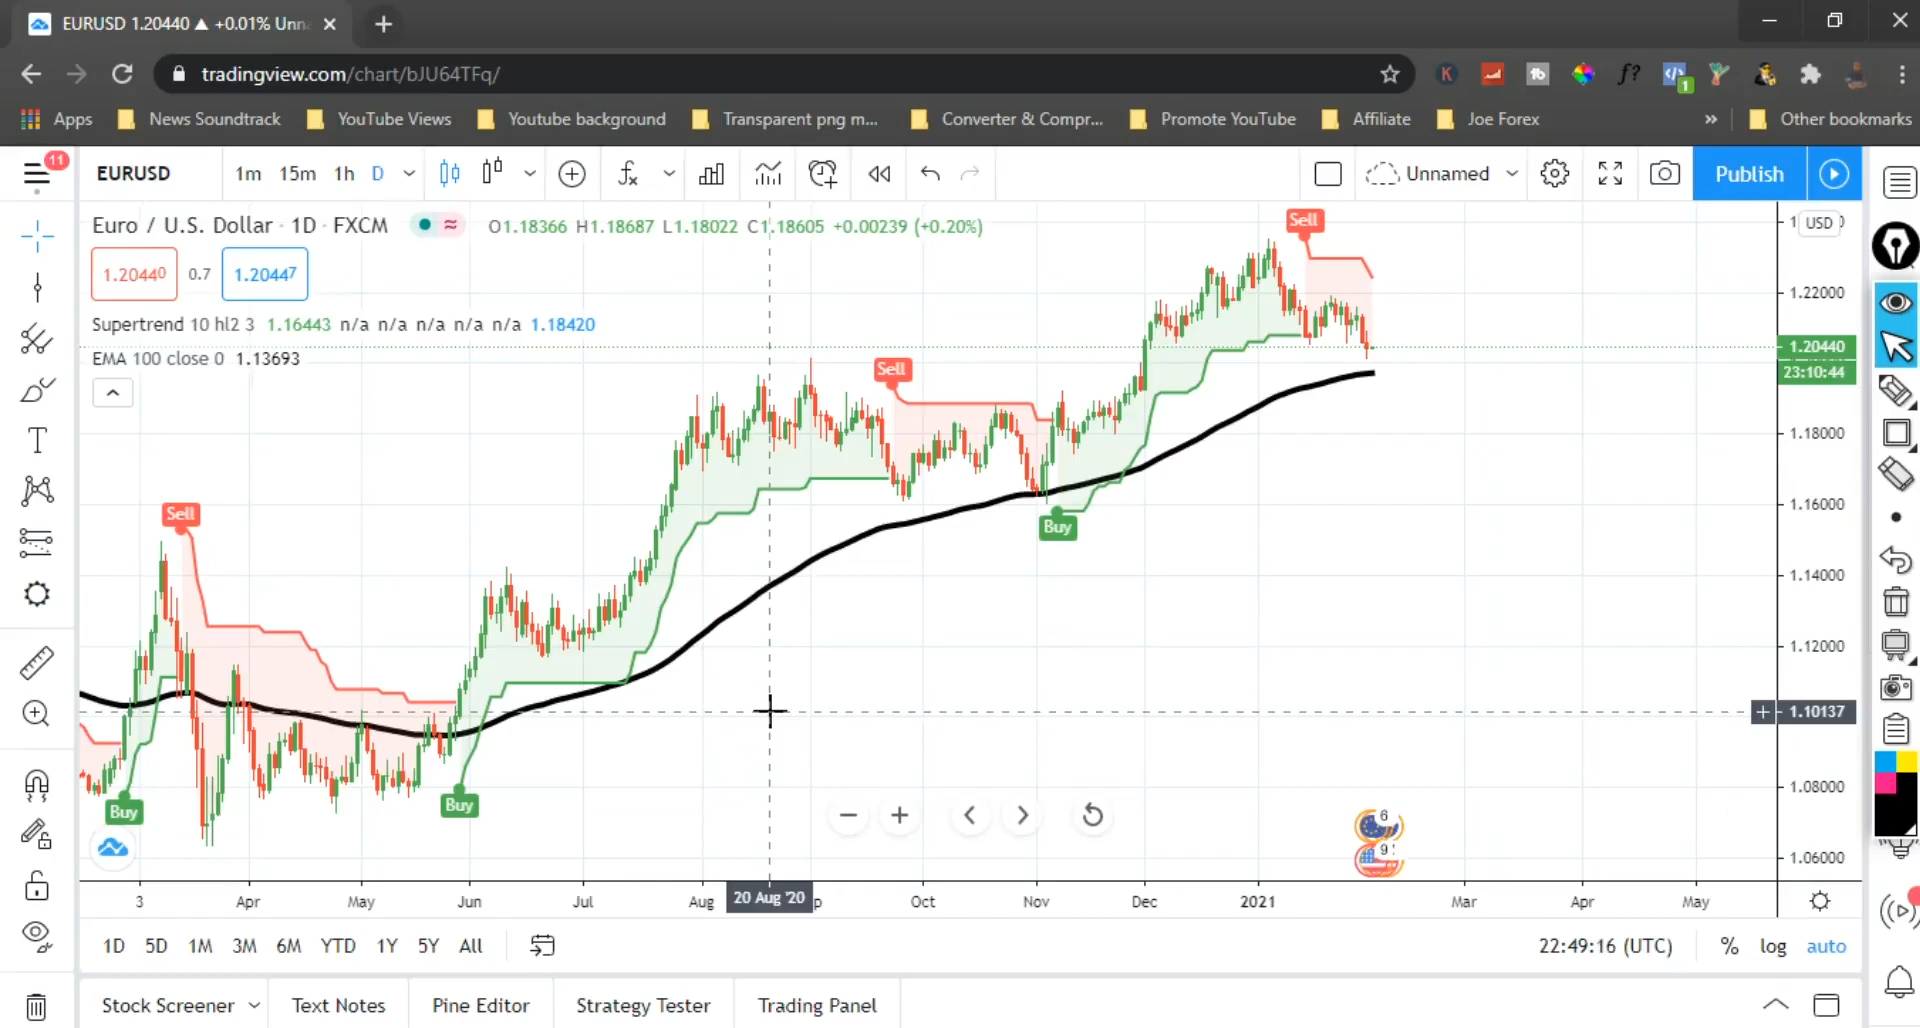 EURUSD 1.20440 ▲ +0.01% Unn
tradingview.com/chart/bJU64TFq/
K
tb
f?
1
Apps
News Soundtrack
YouTube Views
Youtube background
Transparent png m...
Converter & Compr...
Promote YouTube
Affiliate
Joe Forex
»
Other bookmarks
11
EURUSD
1m 15m 1h D
Unnamed
Publish
Euro / U.S. Dollar · 1D · FXCM
O1.18366 H1.18687 L1.18022 C1.18605 +0.00239 (+0.20%)
1.20440 0.7 1.20447
Supertrend 10 hl2 3 1.16443 n/a n/a n/a n/a n/a 1.18420
EMA 100 close 0 1.13693
Sell
USD
1.22000
1.20440
23:10:44
Sell
1.18000
1.16000
Sell
Buy
1.14000
1.12000
1.10137
1.08000
Buy
Buy
6
9
1.06000
3 Apr May Jun Jul Aug 20 Aug '20 p Oct Nov Dec 2021 Mar Apr May
1D 5D 1M 3M 6M YTD 1Y 5Y All
22:49:16 (UTC) % log auto
Stock Screener Text Notes Pine Editor Strategy Tester Trading Panel